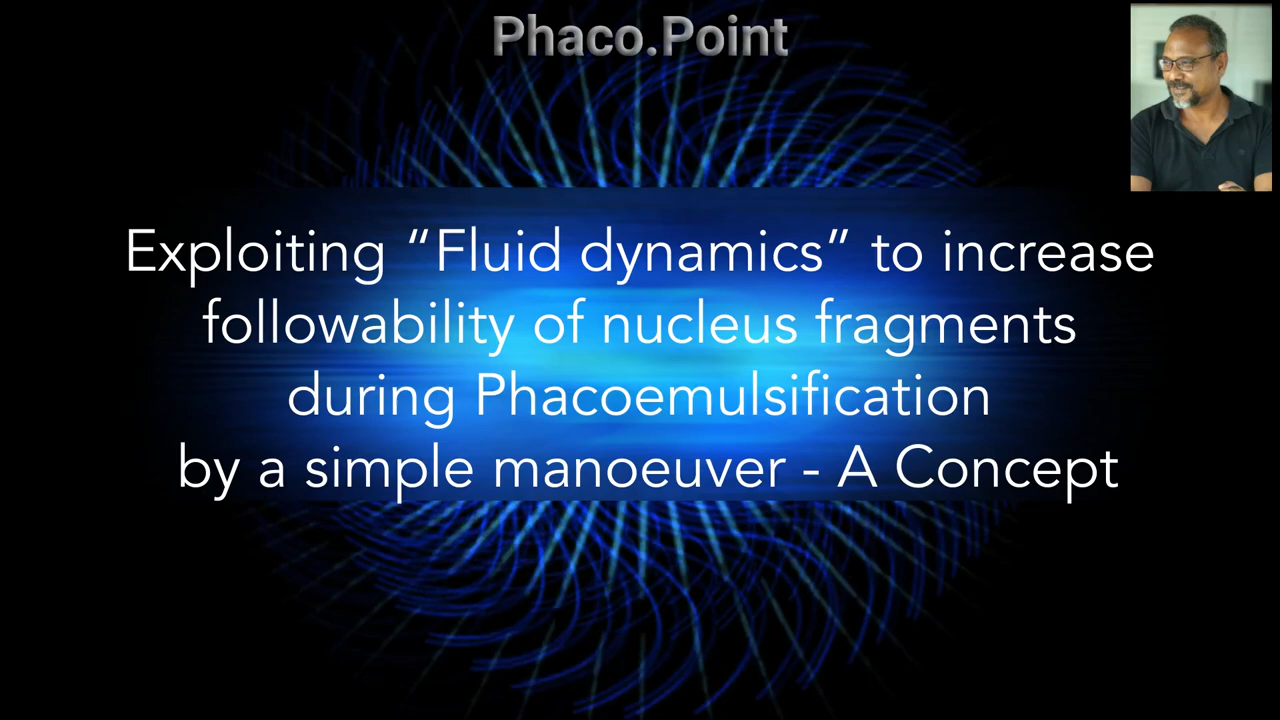 Phaco.Point
Exploiting “Fluid dynamics” to increase
followability of nucleus fragments
during Phacoemulsification
by a simple manoeuver - A Concept